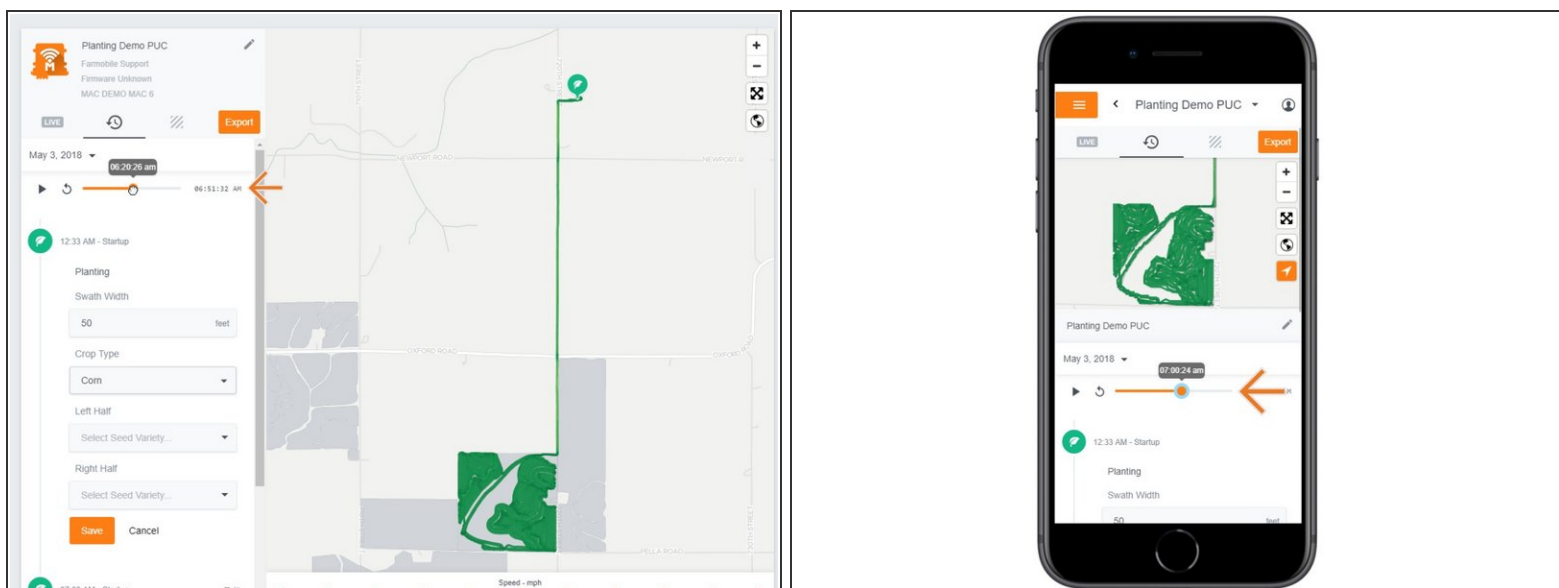 Planting Demo PUC
Farmobile Support
Firmware Unknown
MAC DEMO MAC 6
LIVE
Export
May 3, 2018
06:20:26 am
06:51:32 AM
12:33 AM - Startup
Planting
Swath Width
50 feet
Crop Type
Corn
Left Half
Select Seed Variety...
Right Half
Select Seed Variety...
Save Cancel
NEWPORT ROAD
NEWPORT R
OXFORD ROAD
OXFORD ROAD
PELLA ROAD
Speed - mph
Planting Demo PUC
LIVE
Export
Planting Demo PUC
May 3, 2018
07:00:24 am
12:33 AM - Startup
Planting
Swath Width
50 feet